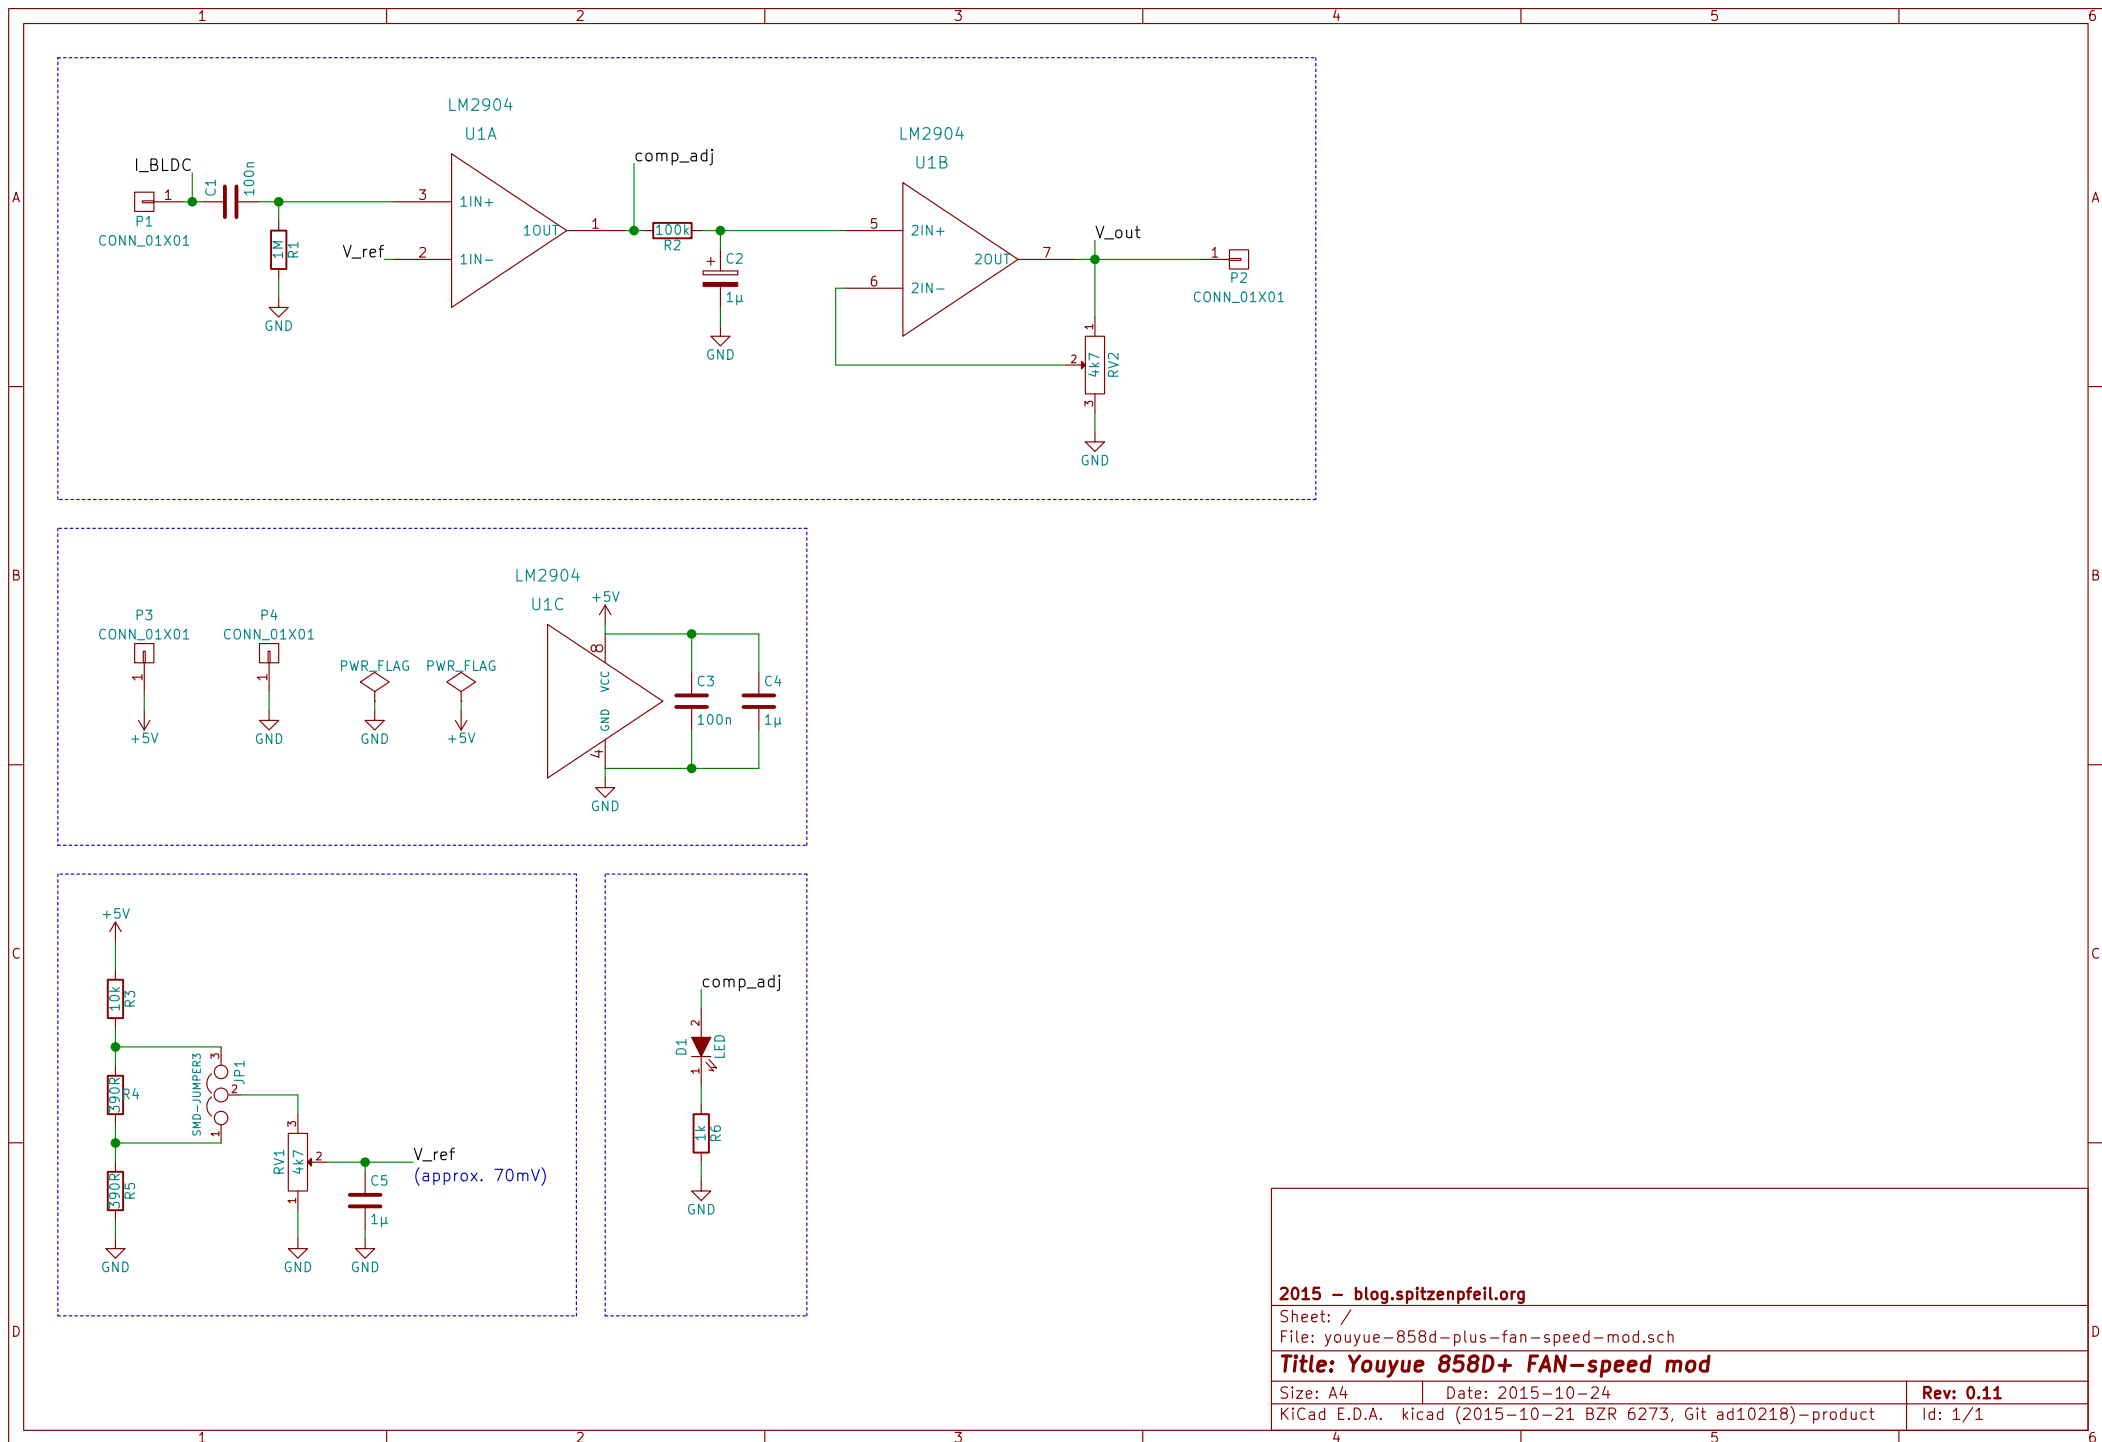 1 2 3 4 5 6
A
B
C
D
A
B
C
D
1 2 3 4 5 6
LM2904
U1A
I_BLDC
C1
100n
1
P1
CONN_01X01
1M
R1
GND
V_ref
3
1IN+
2
1IN-
1OUT
1
comp_adj
100k
R2
+
C2
1µ
GND
LM2904
U1B
5
2IN+
6
2IN-
2OUT
7
V_out
1
P2
CONN_01X01
1
2
4k7
RV2
3
GND
P3
CONN_01X01
1
+5V
P4
CONN_01X01
1
GND
PWR_FLAG
GND
PWR_FLAG
+5V
LM2904
U1C
+5V
8
VCC
GND
4
GND
C3
100n
C4
1µ
+5V
10k
R3
390R
R4
390R
R5
GND
SMD-JUMPER3
JP1
3
2
1
3
RV1
4k7
2
1
GND
V_ref
(approx. 70mV)
C5
1µ
GND
comp_adj
2
D1
LED
1
1k
R6
GND
2015 - blog.spitzenpfeil.org
Sheet: /
File: youyue-858d-plus-fan-speed-mod.sch
Title: Youyue 858D+ FAN-speed mod
Size: A4 Date: 2015-10-24 Rev: 0.11
KiCad E.D.A. kicad (2015-10-21 BZR 6273, Git ad10218)-product Id: 1/1